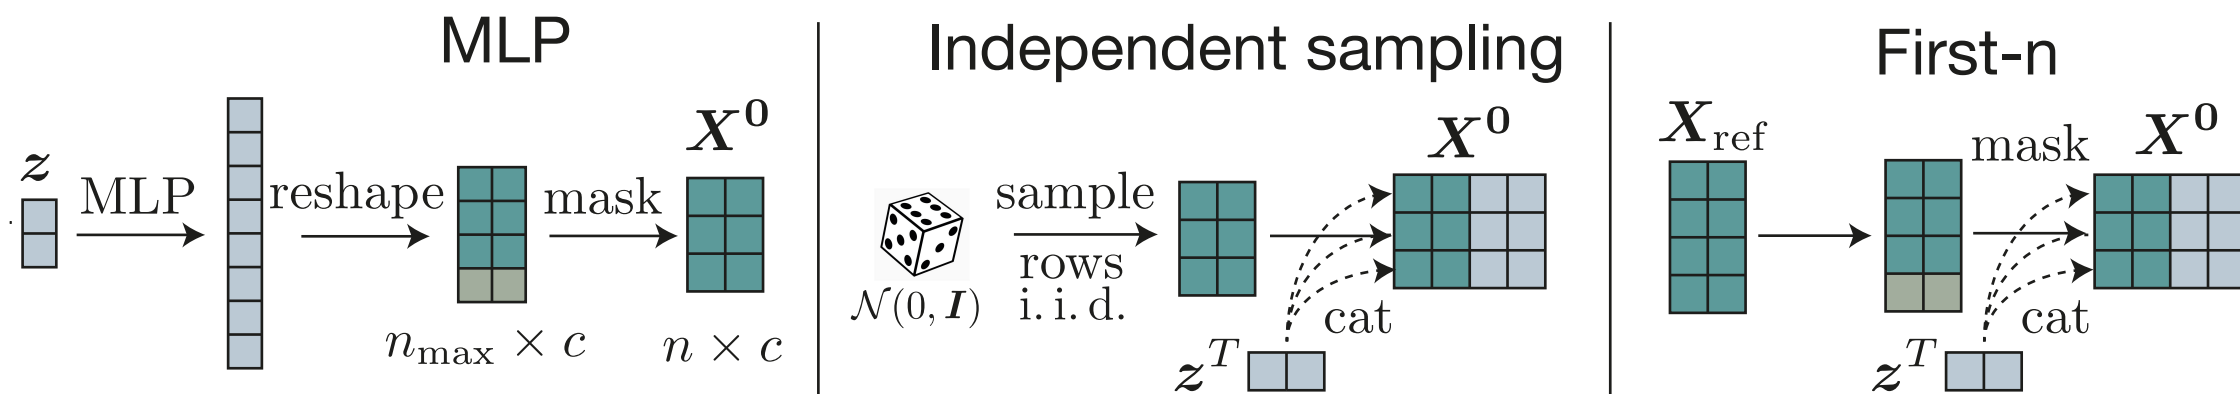 MLP
z
MLP
reshape
n_max × c
mask
X⁰
n × c
Independent sampling
N(0, I)
sample
rows
i. i. d.
X⁰
cat
z^T
First-n
X_ref
mask
X⁰
cat
z^T